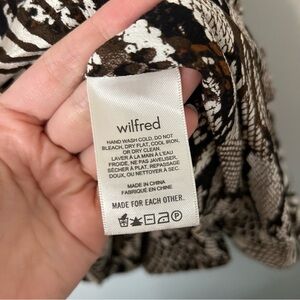 wilfred
HAND WASH COLD, DO NOT
BLEACH, DRY FLAT, COOL IRON,
OR DRY CLEAN.
LAVER À LA MAIN À L'EAU
FROIDE, NE PAS JAVELISER,
SÉCHER À PLAT, REPASSAGE
DOUX, OU NETTOYER À SEC.
MADE IN CHINA
FABRIQUÉ EN CHINE
MADE FOR EACH OTHER.
P